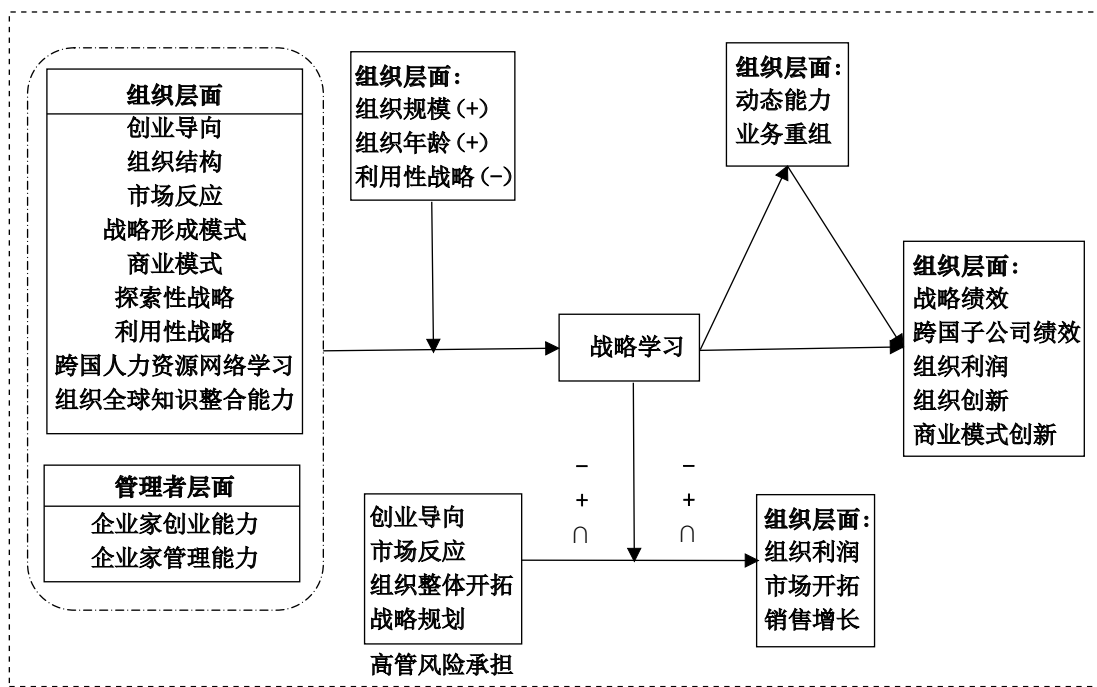 组织层面
创业导向
组织结构
市场反应
战略形成模式
商业模式
探索性战略
利用性战略
跨国人力资源网络学习
组织全球知识整合能力
管理者层面
企业家创业能力
企业家管理能力
组织层面：
组织规模(+)
组织年龄(+)
利用性战略(-)
战略学习
组织层面：
动态能力
业务重组
组织层面：
战略绩效
跨国子公司绩效
组织利润
组织创新
商业模式创新
创业导向
市场反应
组织整体开拓
战略规划
高管风险承担
- -
+ +
∩ ∩
组织层面：
组织利润
市场开拓
销售增长